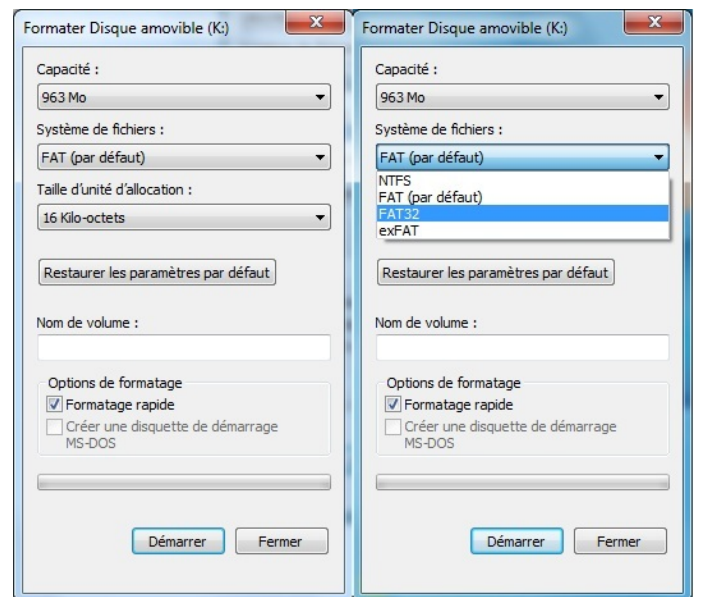 Formater Disque amovible (K:)
Capacité :
963 Mo
Système de fichiers :
FAT (par défaut)
Taille d'unité d'allocation :
16 Kilo-octets
Restaurer les paramètres par défaut
Nom de volume :
Options de formatage
Formatage rapide
Créer une disquette de démarrage
MS-DOS
Démarrer
Fermer
Formater Disque amovible (K:)
Capacité :
963 Mo
Système de fichiers :
FAT (par défaut)
NTFS
FAT (par défaut)
FAT32
exFAT
Restaurer les paramètres par défaut
Nom de volume :
Options de formatage
Formatage rapide
Créer une disquette de démarrage
MS-DOS
Démarrer
Fermer